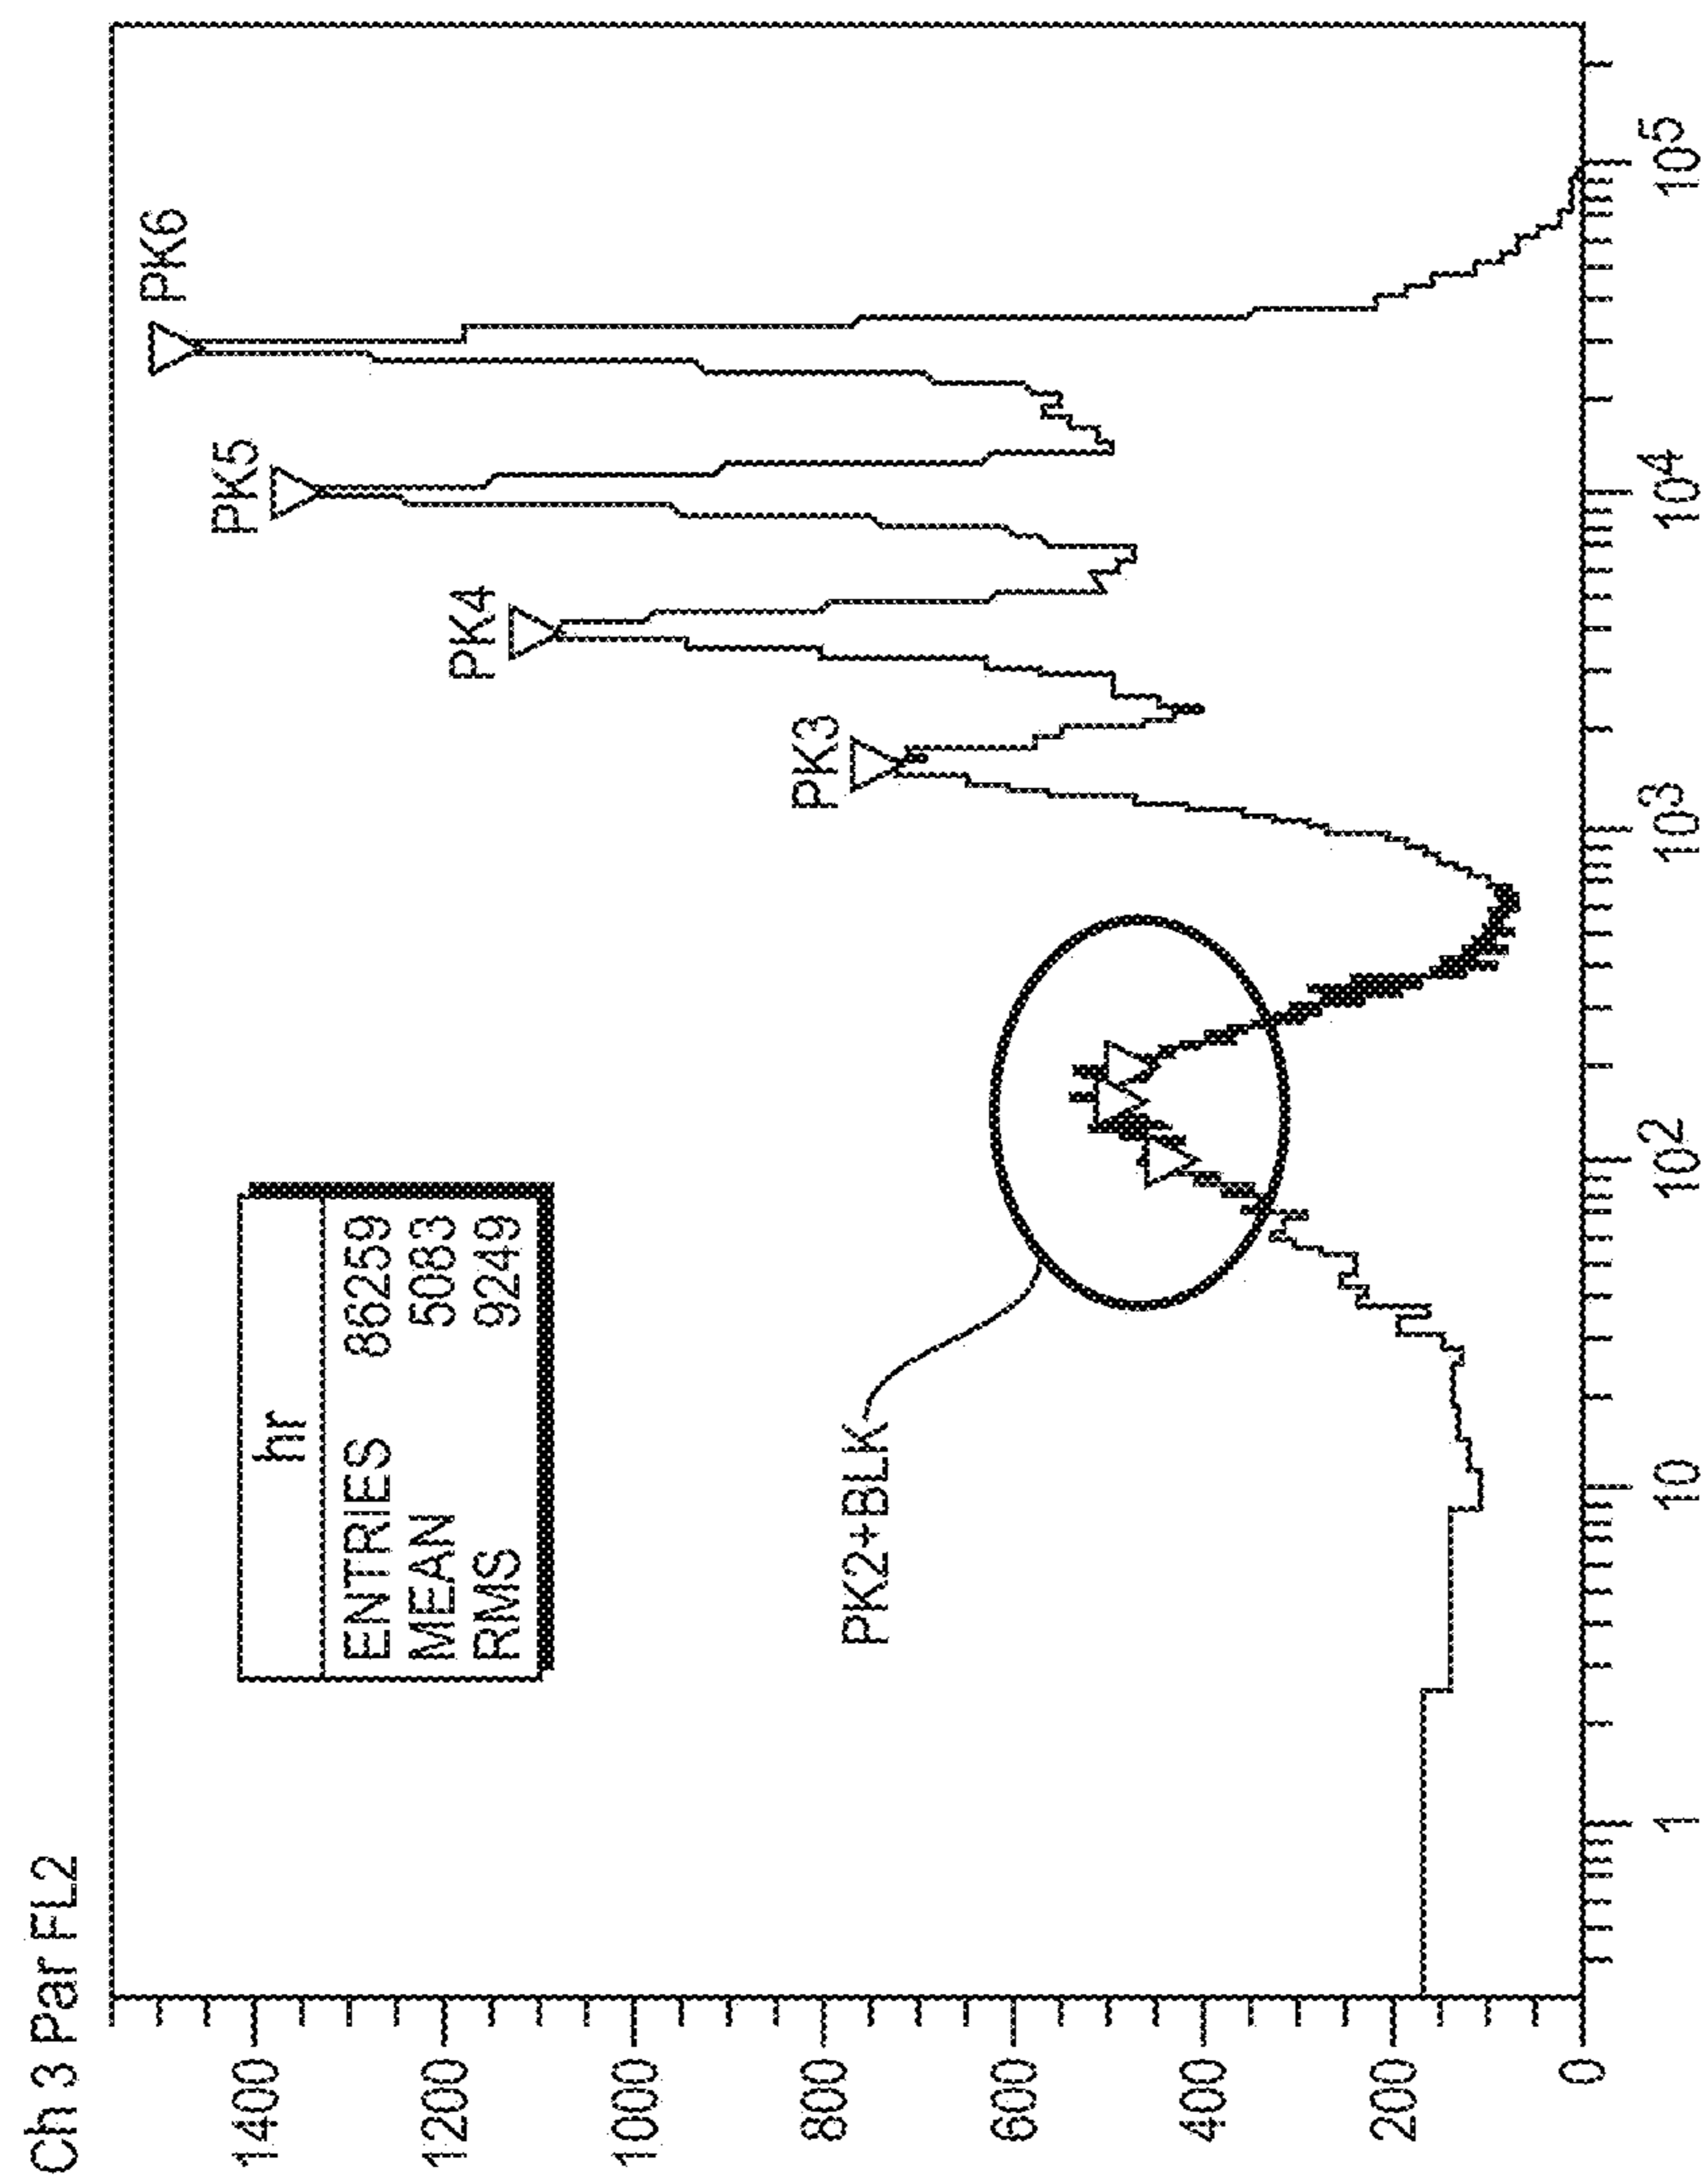 Ch 3 Par FL2
hr
ENTRIES 86259
MEAN 5083
RMS 9249
PK6
PK5
PK4
PK3
PK2+BLK
1400
1200
1000
800
600
400
200
0
1 10 10² 10³ 10⁴ 10⁵